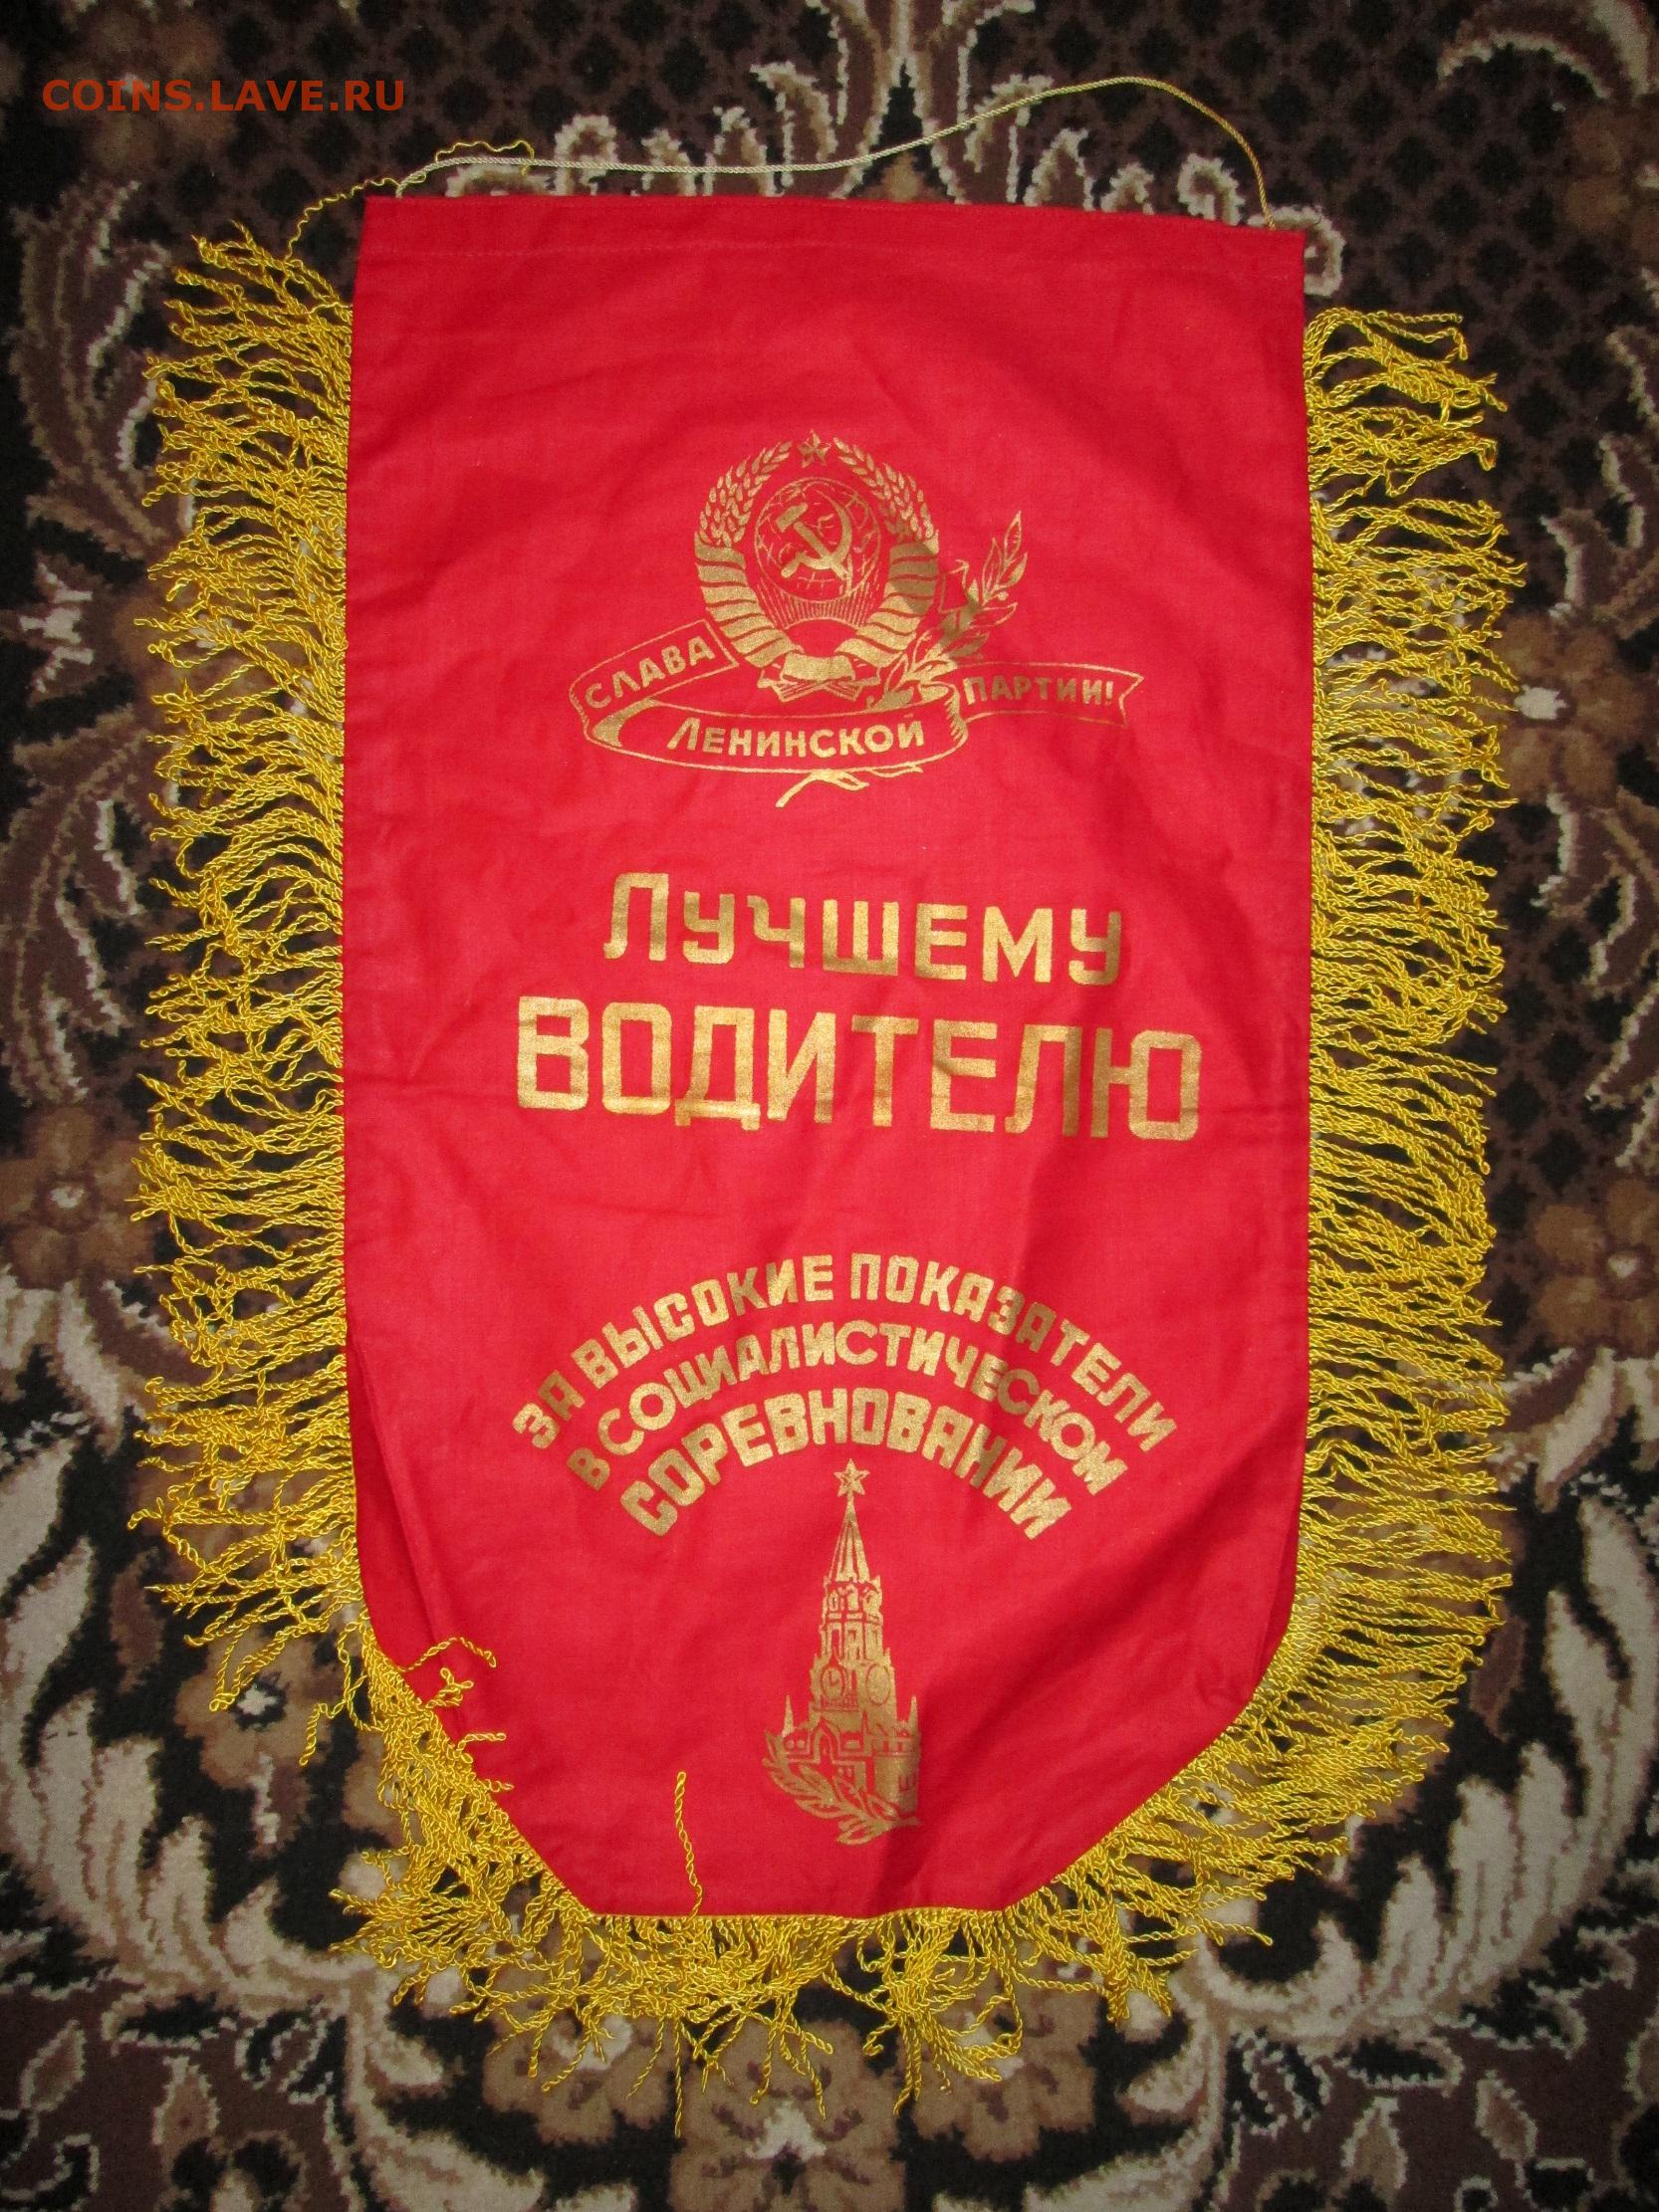 COINS.LAVE.RU
СЛАВА
ЛЕНИНСКОЙ
ПАРТИИ!
ЛУЧШЕМУ
ВОДИТЕЛЮ
ЗА ВЫСОКИЕ ПОКАЗАТЕЛИ
В СОЦИАЛИСТИЧЕСКОМ
СОРЕВНОВАНИИ